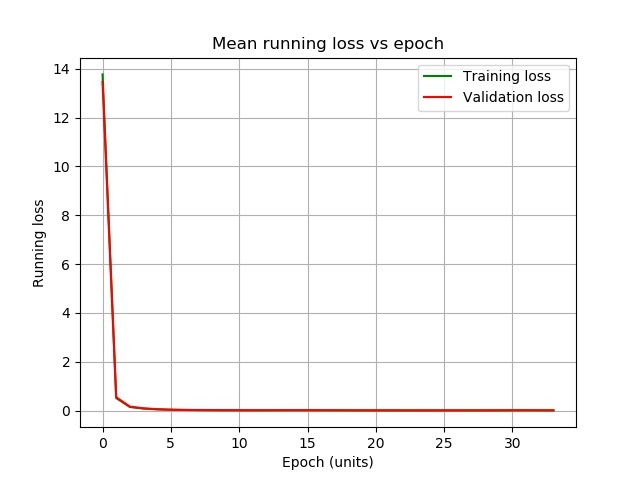 Mean running loss vs epoch
Training loss
Validation loss
14
12
10
8
6
4
2
0
Running loss
0 5 10 15 20 25 30
Epoch (units)